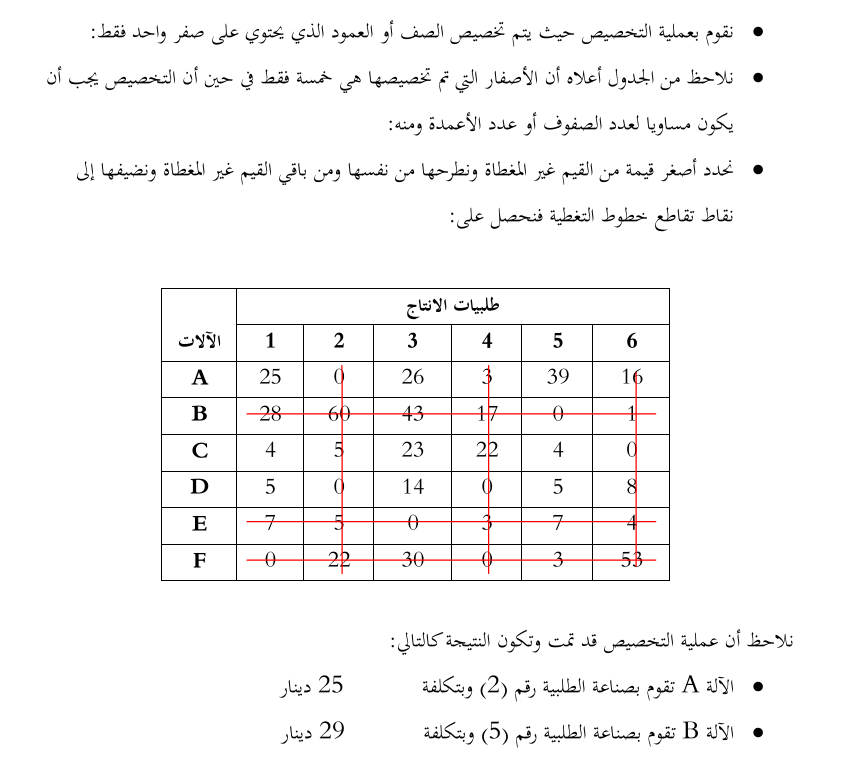 ● نقوم بعملية التخصيص حيث يتم تخصيص الصف أو العمود الذي يحتوي على صفر واحد فقط:
● نلاحظ من الجدول أعلاه أن الأصفار التي تم تخصيصها هي خمسة فقط في حين أن التخصيص يجب أن
يكون مساويا لعدد الصفوف أو عدد الأعمدة ومنه:
● نحدد أصغر قيمة من القيم غير المغطاة ونطرحها من نفسها ومن باقي القيم غير المغطاة ونضيفها إلى
نقاط تقاطع خطوط التغطية فنحصل على:
طلبيات الانتاج
الآلات 1 2 3 4 5 6
A 25 0 26 3 39 16
B 28 60 43 17 0 1
C 4 5 23 22 4 0
D 5 0 14 0 5 8
E 7 5 0 3 7 4
F 0 22 30 0 3 53
نلاحظ أن عملية التخصيص قد تمت وتكون النتيجة كالتالي:
● الآلة A تقوم بصناعة الطلبية رقم (2) وبتكلفة 25 دينار
● الآلة B تقوم بصناعة الطلبية رقم (5) وبتكلفة 29 دينار